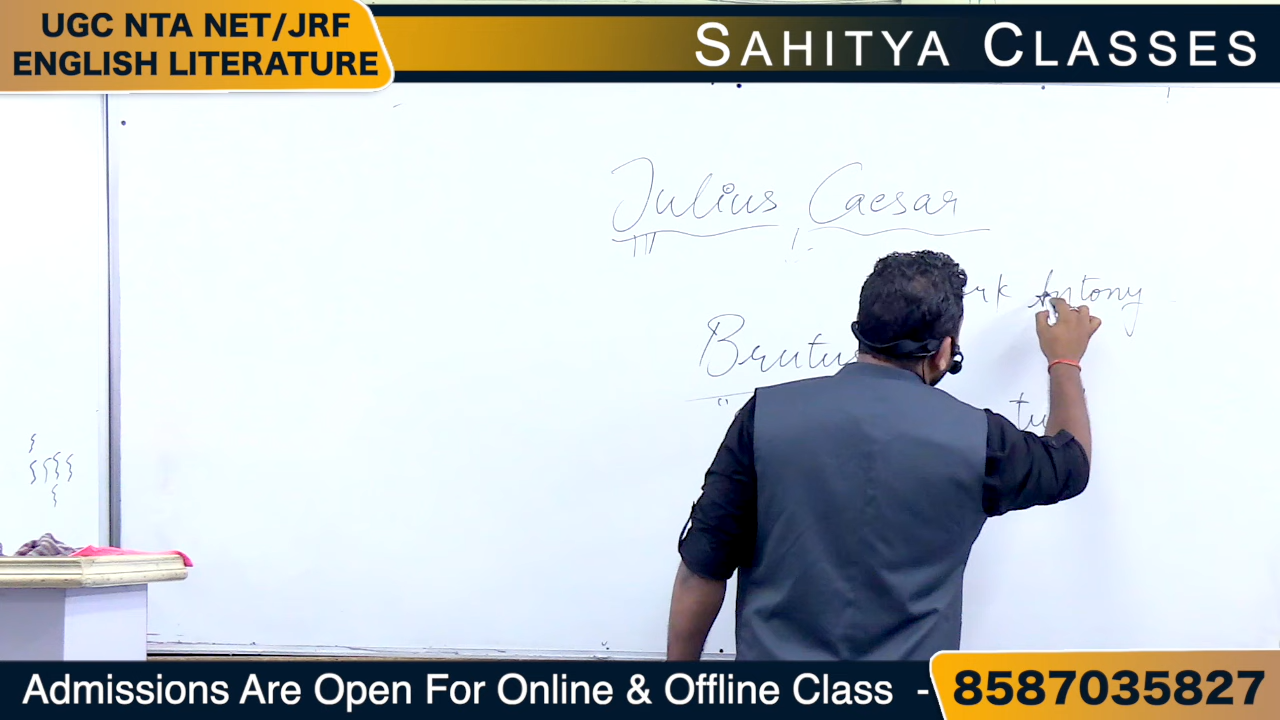 UGC NTA NET/JRF
ENGLISH LITERATURE
SAHITYA CLASSES
Julius Caesar
Antony
Brutus
Admissions Are Open For Online & Offline Class - 8587035827